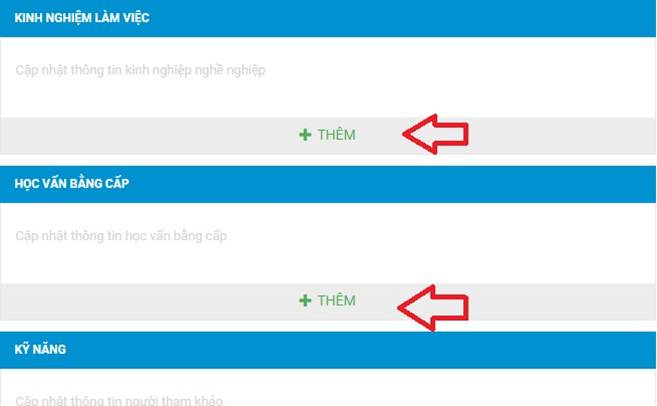 KINH NGHIỆM LÀM VIỆC
Cập nhật thông tin kinh nghiệp nghề nghiệp
THÊM
HỌC VẤN BẰNG CẤP
Cập nhật thông tin học vấn bằng cấp
THÊM
KỸ NĂNG
Cập nhật thông tin người tham khảo